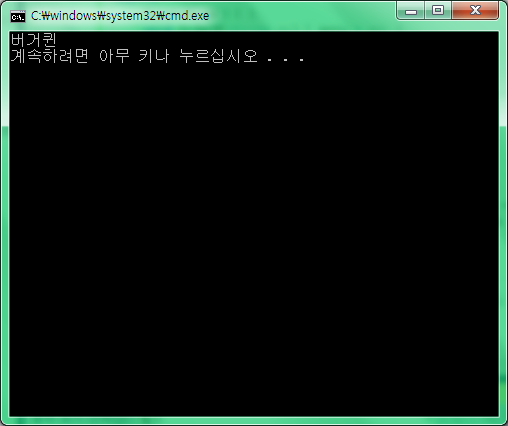 C:₩windows₩system32₩cmd.exe
버거퀸
계속하려면 아무 키나 누르십시오 . . .